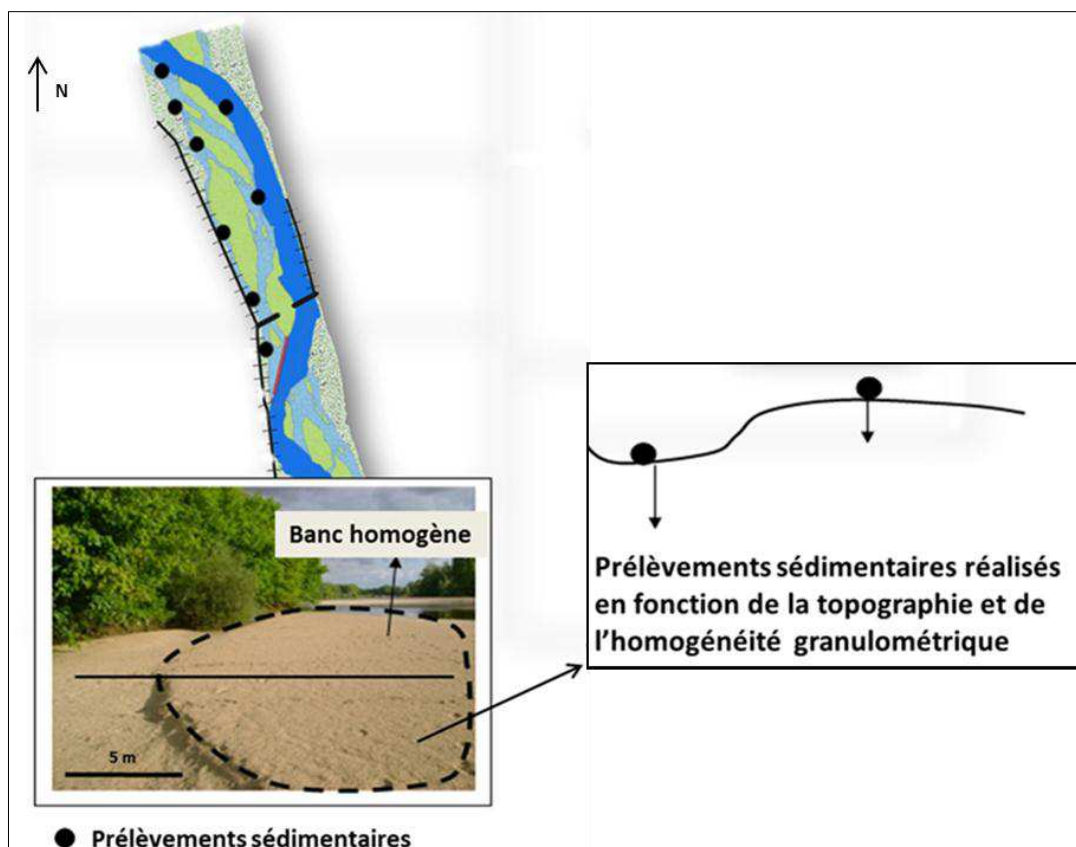 N
Banc homogène
5 m
Prélèvements sédimentaires
Prélèvements sédimentaires réalisés
en fonction de la topographie et de
l'homogénéité granulométrique